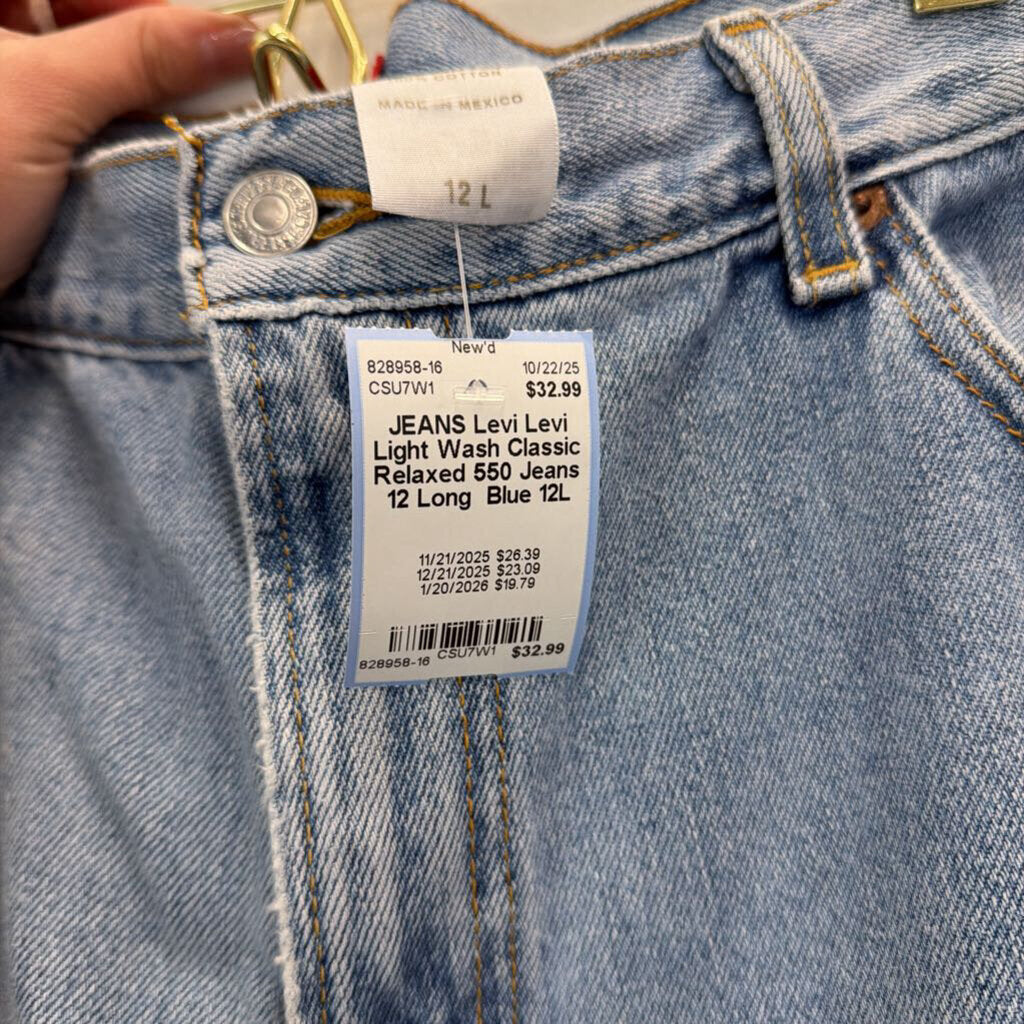 COTTON
MADE IN MEXICO
12 L
New'd
828958-16 10/22/25
CSU7W1 $32.99
JEANS Levi Levi
Light Wash Classic
Relaxed 550 Jeans
12 Long Blue 12L
11/21/2025 $26.39
12/21/2025 $23.09
1/20/2026 $19.79
828958-16 CSU7W1 $32.99